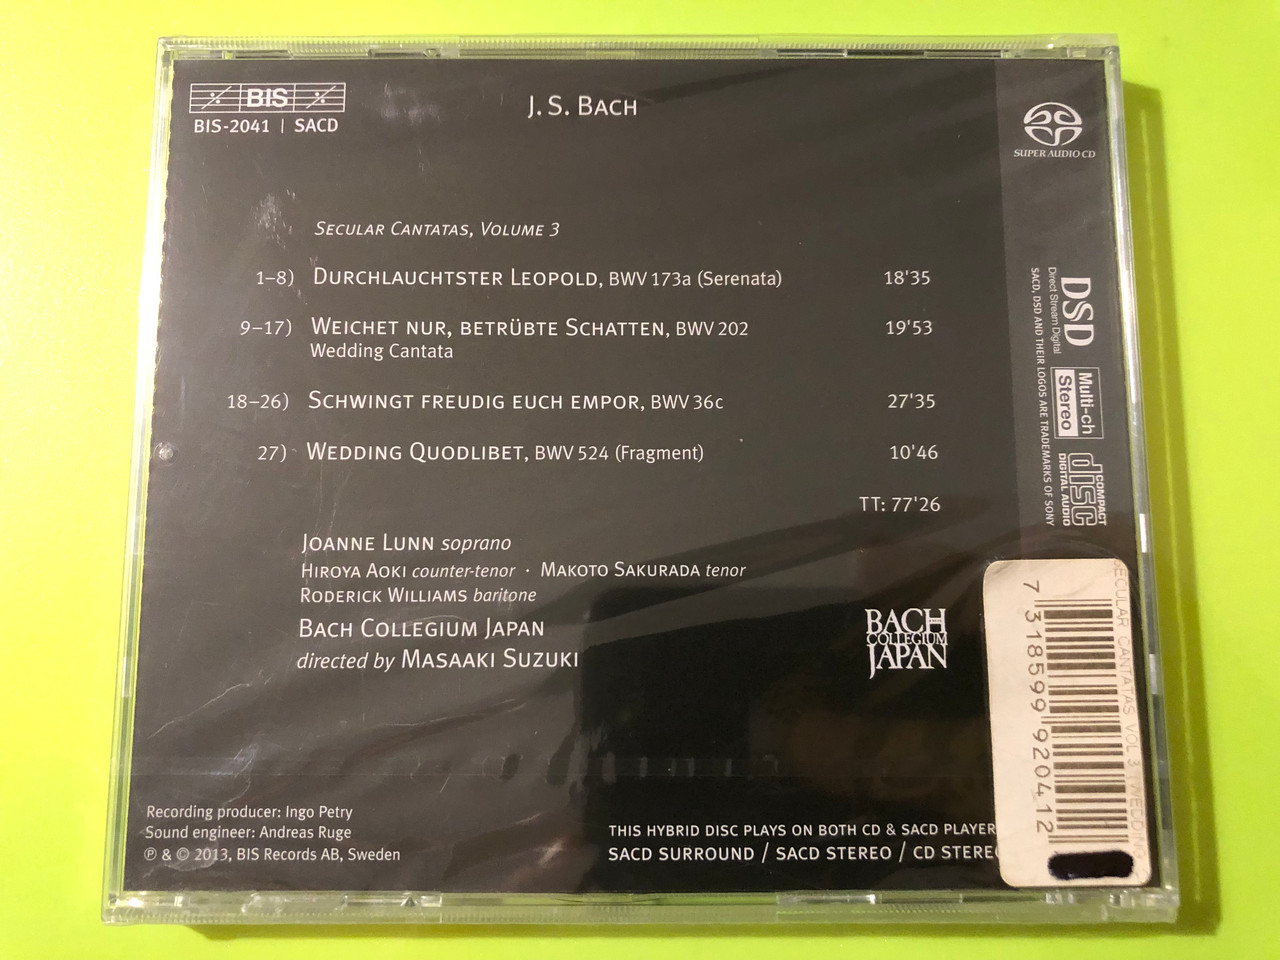 BIS
BIS-2041 | SACD
J. S. BACH
SUPER AUDIO CD
SECULAR CANTATAS, VOLUME 3
1–8) DURCHLAUCHTSTER LEOPOLD, BWV 173a (Serenata) 18'35
9–17) WEICHET NUR, BETRÜBTE SCHATTEN, BWV 202 19'53
Wedding Cantata
18–26) SCHWINGT FREUDIG EUCH EMPOR, BWV 36c 27'35
27) WEDDING QUODLIBET, BWV 524 (Fragment) 10'46
TT: 77'26
JOANNE LUNN soprano
HIROYA AOKI counter-tenor · MAKOTO SAKURADA tenor
RODERICK WILLIAMS baritone
BACH COLLEGIUM JAPAN
directed by MASAAKI SUZUKI
BACH
COLLEGIUM
JAPAN
Recording producer: Ingo Petry
Sound engineer: Andreas Ruge
℗ & © 2013, BIS Records AB, Sweden
THIS HYBRID DISC PLAYS ON BOTH CD & SACD PLAYER
SACD SURROUND / SACD STEREO / CD STEREO
DSD
Direct Stream Digital
SACD, DSD AND THEIR LOGOS ARE TRADEMARKS OF SONY
Multi-ch
Stereo
COMPACT
disc
DIGITAL AUDIO
SECULAR CANTATAS VOL 3 (WEDDING
7 318599 920412